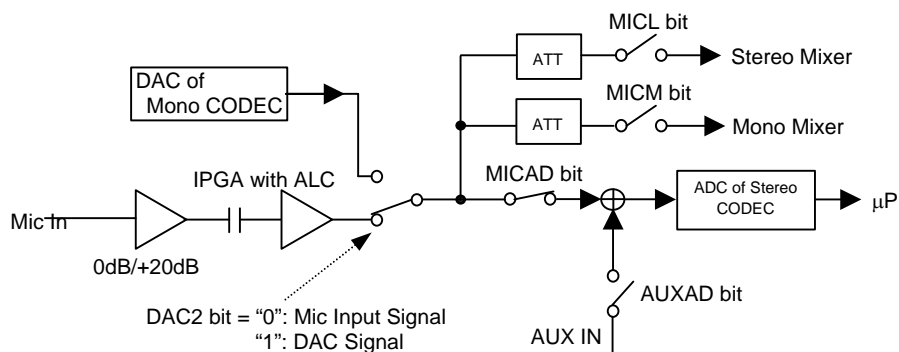 MICL bit
ATT
Stereo Mixer
DAC of
Mono CODEC
MICM bit
ATT
Mono Mixer
IPGA with ALC
MICAD bit
ADC of Stereo
CODEC
μP
Mic In
0dB/+20dB
AUXAD bit
DAC2 bit = “0”: Mic Input Signal
“1”: DAC Signal
AUX IN